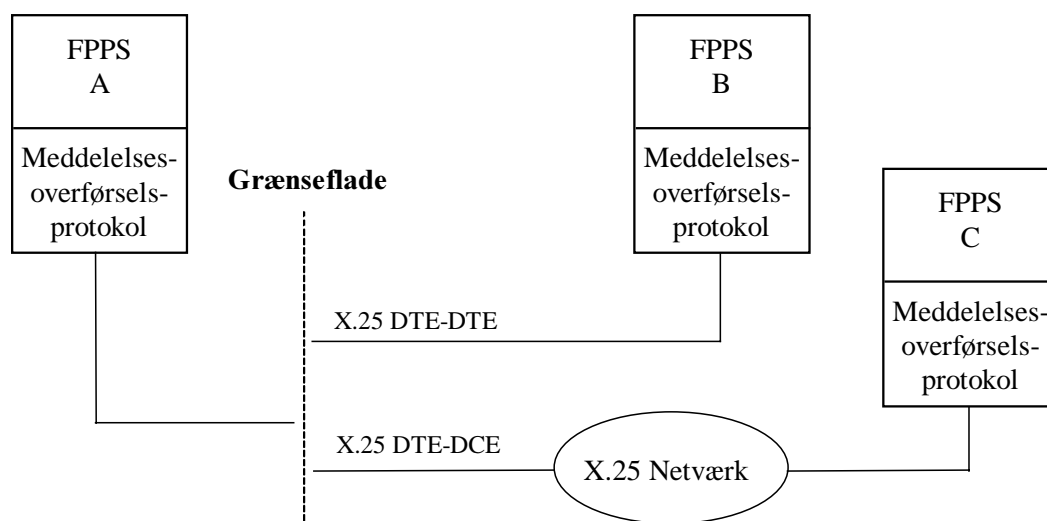 FPPS
A
Meddelelses-
overførsels-
protokol
Grænseflade
FPPS
B
Meddelelses-
overførsels-
protokol
FPPS
C
Meddelelses-
overførsels-
protokol
X.25 DTE-DTE
X.25 DTE-DCE
X.25 Netværk